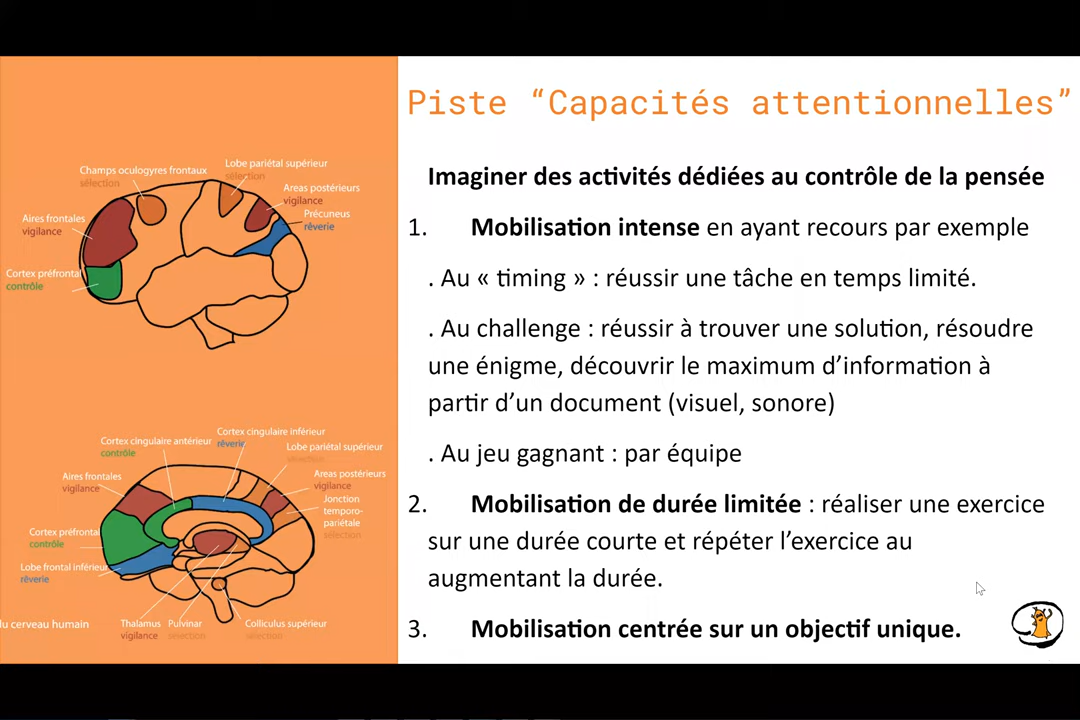 Piste “Capacités attentionnelles”
Imaginer des activités dédiées au contrôle de la pensée
1. Mobilisation intense en ayant recours par exemple
. Au « timing » : réussir une tâche en temps limité.
. Au challenge : réussir à trouver une solution, résoudre
une énigme, découvrir le maximum d’information à
partir d’un document (visuel, sonore)
. Au jeu gagnant : par équipe
2. Mobilisation de durée limitée : réaliser une exercice
sur une durée courte et répéter l’exercice au
augmentant la durée.
3. Mobilisation centrée sur un objectif unique.
Champs oculogyres frontaux
sélection
Lobe pariétal supérieur
sélection
Areas postérieurs
vigilance
Précuneus
rêverie
Aires frontales
vigilance
Cortex préfrontal
contrôle
Cortex cingulaire antérieur
contrôle
Cortex cingulaire inférieur
rêverie
Lobe pariétal supérieur
sélection
Aires frontales
vigilance
Areas postérieurs
vigilance
Jonction
temporo-
pariétale
sélection
Cortex préfrontal
contrôle
Lobe frontal inférieur
rêverie
lu cerveau humain
Thalamus
vigilance
Pulvinar
sélection
Colliculus supérieur
sélection